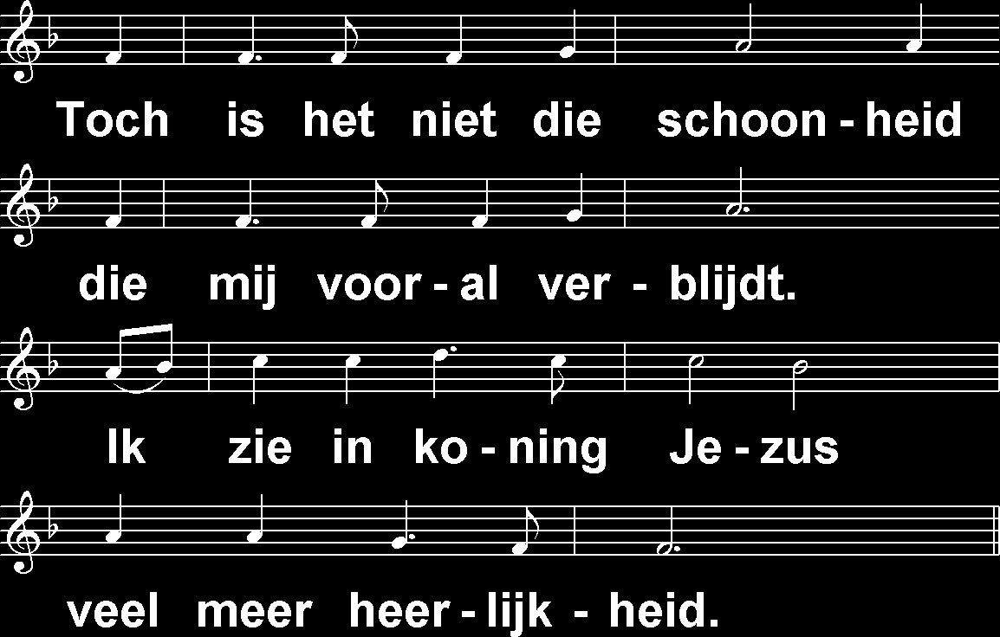 Toch is het niet die schoon - heid
die mij voor - al ver - blijdt.
Ik zie in ko - ning Je - zus
veel meer heer - lijk - heid.